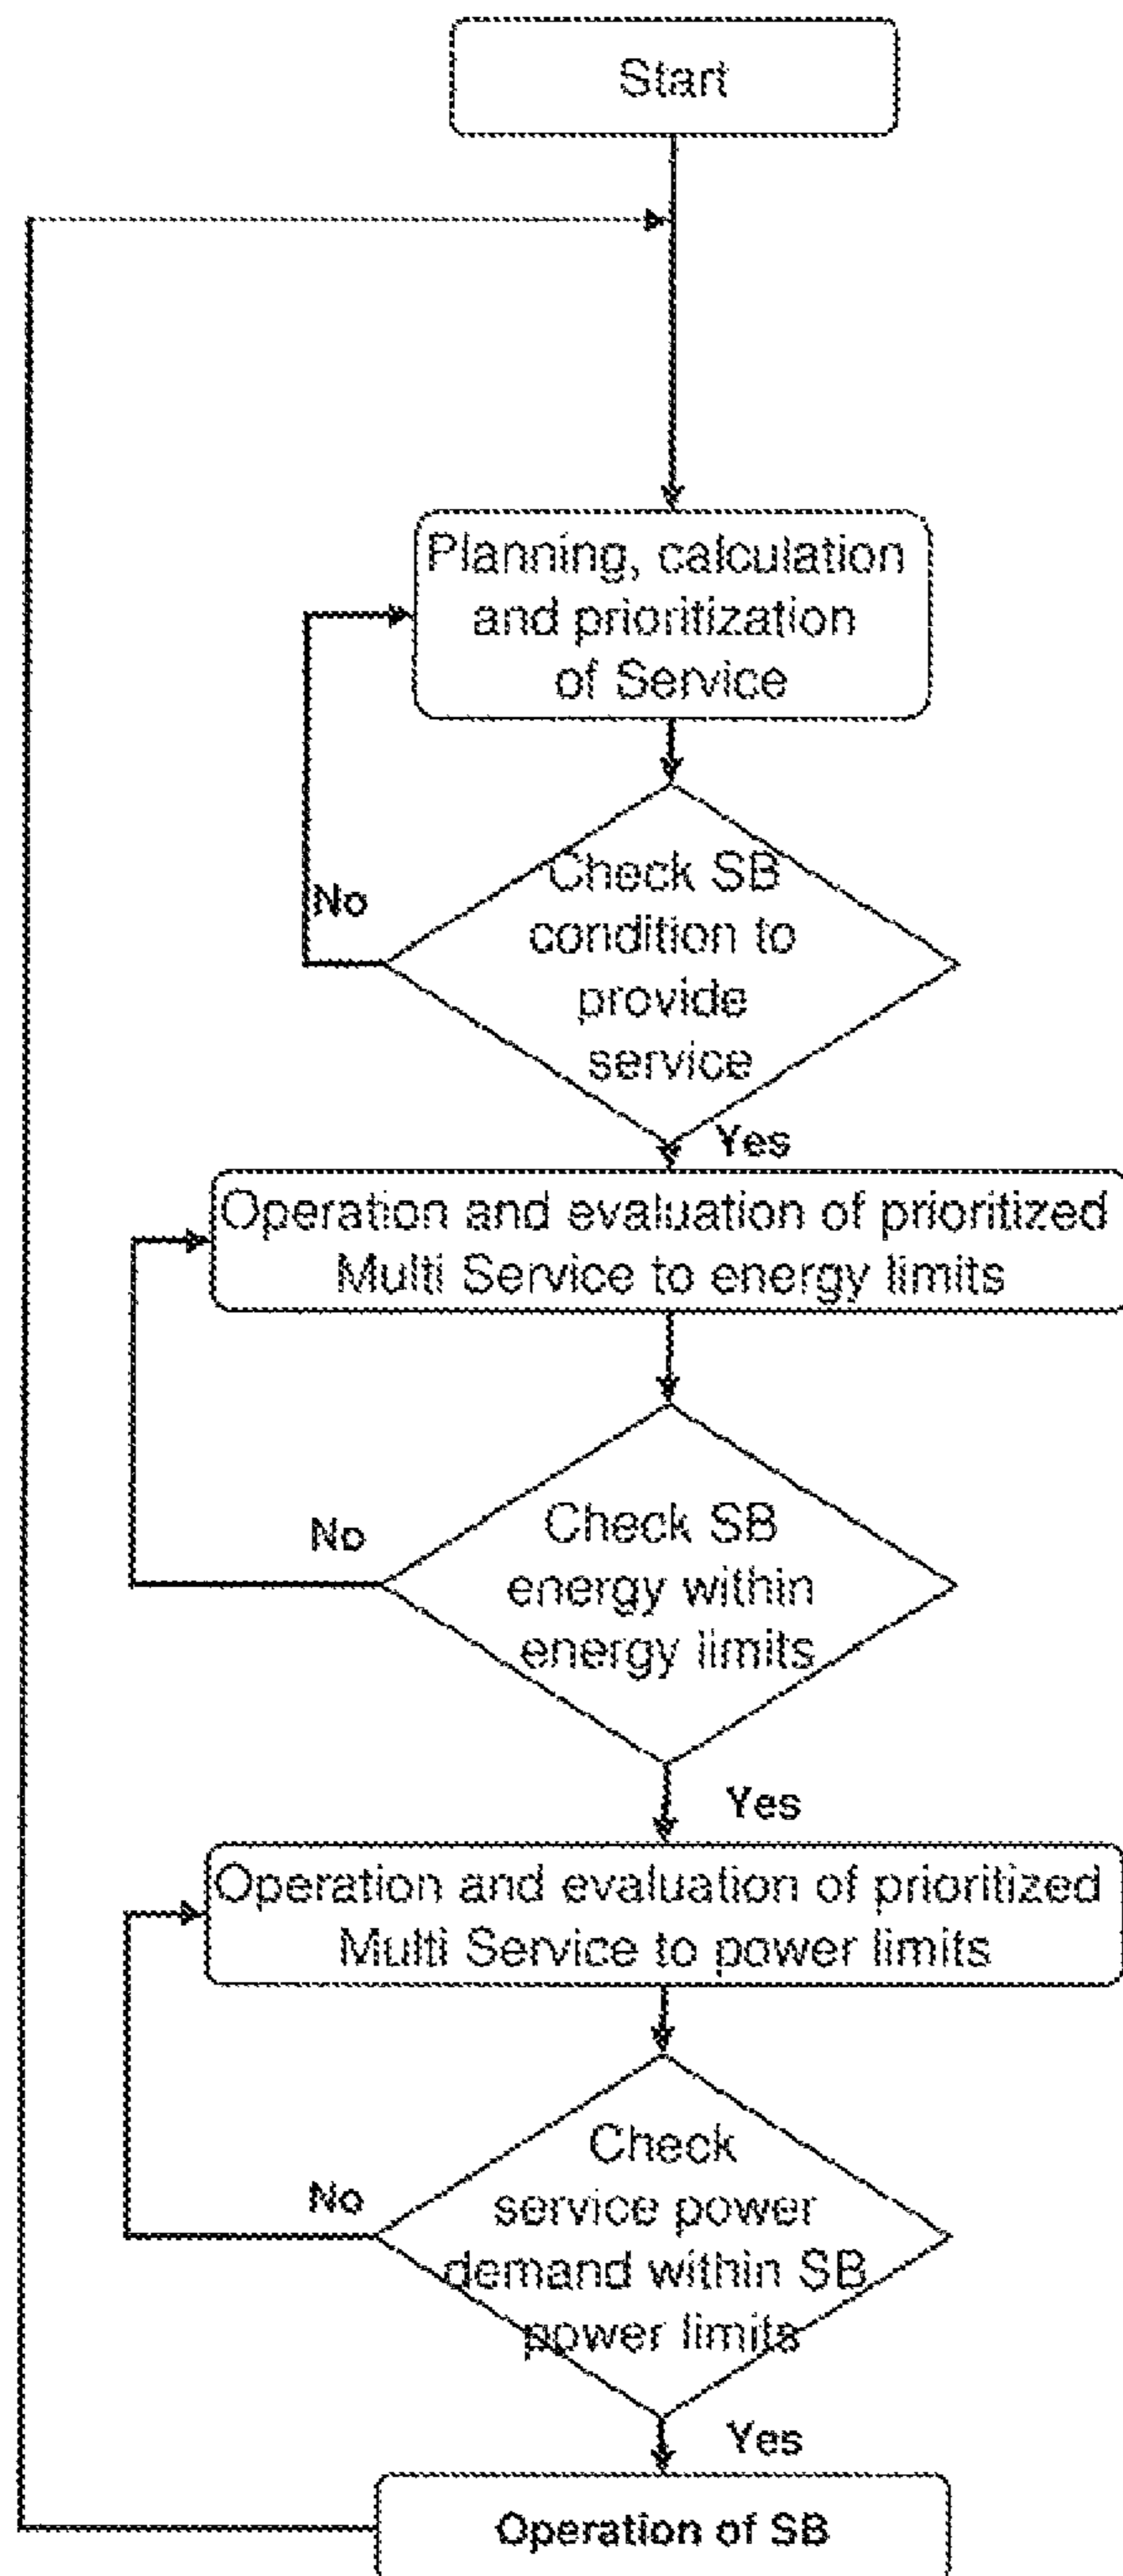 Start
Planning, calculation
and prioritization
of Service
Check SB
condition to
provide
service
No
Yes
Operation and evaluation of prioritized
Multi Service to energy limits
Check SB
energy within
energy limits
No
Yes
Operation and evaluation of prioritized
Multi Service to power limits
Check
service power
demand within SB
power limits
No
Yes
Operation of SB